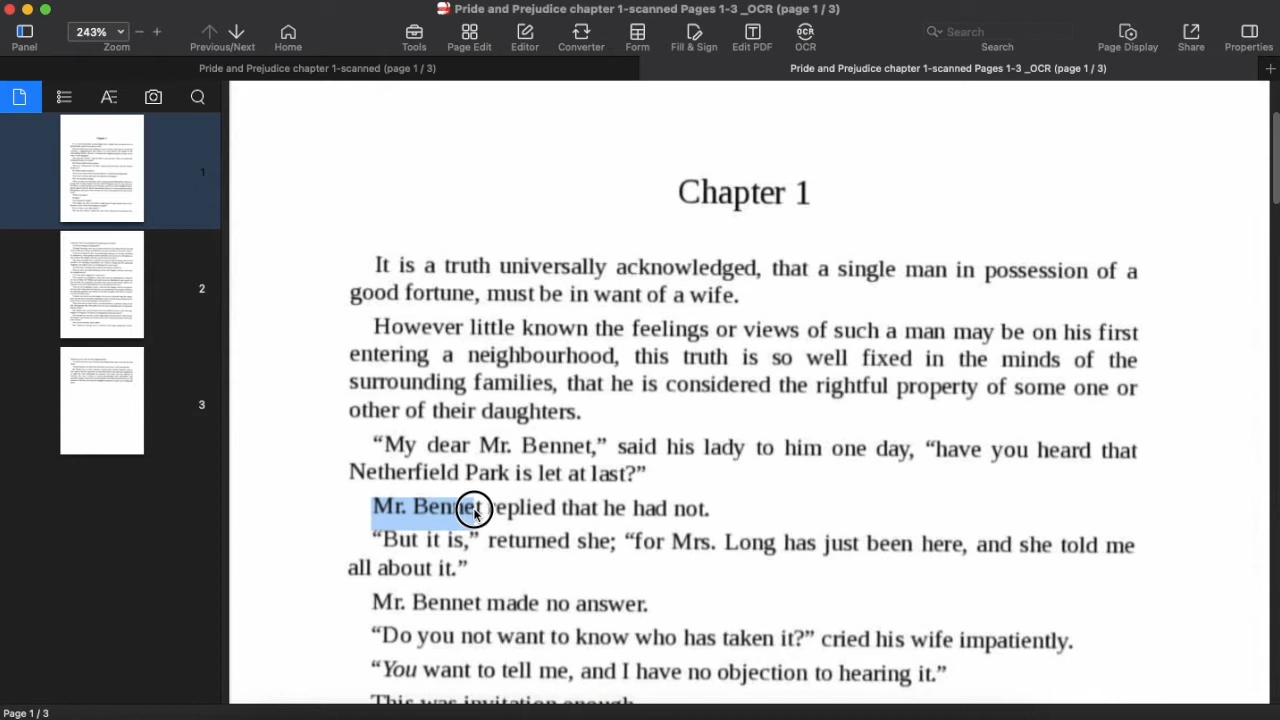 Pride and Prejudice chapter 1-scanned Pages 1-3 _OCR (page 1 / 3)
243%
Panel Zoom Previous/Next Home Tools Page Edit Editor Converter Form Fill & Sign Edit PDF OCR OCR Search Search Page Display Share Properties
Pride and Prejudice chapter 1-scanned (page 1 / 3) Pride and Prejudice chapter 1-scanned Pages 1-3 _OCR (page 1 / 3)
1
2
3
Chapter 1
It is a truth universally acknowledged, that a single man in possession of a
good fortune, must be in want of a wife.
However little known the feelings or views of such a man may be on his first
entering a neighbourhood, this truth is so well fixed in the minds of the
surrounding families, that he is considered the rightful property of some one or
other of their daughters.
“My dear Mr. Bennet,” said his lady to him one day, “have you heard that
Netherfield Park is let at last?”
Mr. Bennet replied that he had not.
“But it is,” returned she; “for Mrs. Long has just been here, and she told me
all about it.”
Mr. Bennet made no answer.
“Do you not want to know who has taken it?” cried his wife impatiently.
“You want to tell me, and I have no objection to hearing it.”
This was invitation enough.
Page 1 / 3